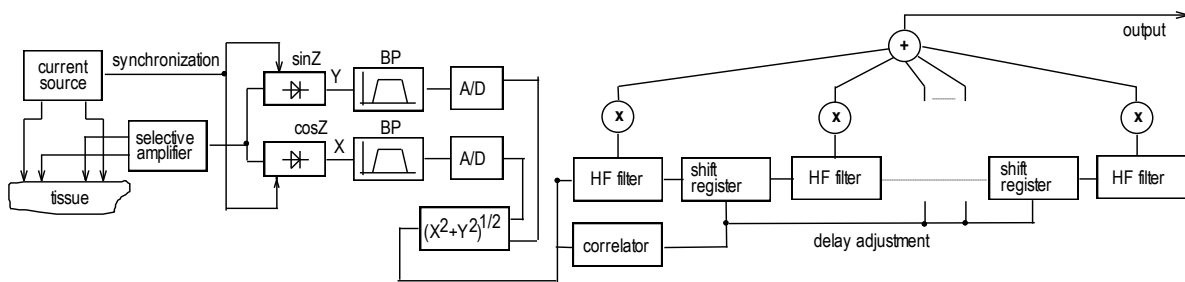 current
source
synchronization
selective
amplifier
tissue
sinZ
Y
BP
A/D
cosZ
X
BP
A/D
(X²+Y²)^1/2
output
+
x
x
x
HF filter
shift
register
HF filter
shift
register
HF filter
correlator
delay adjustment